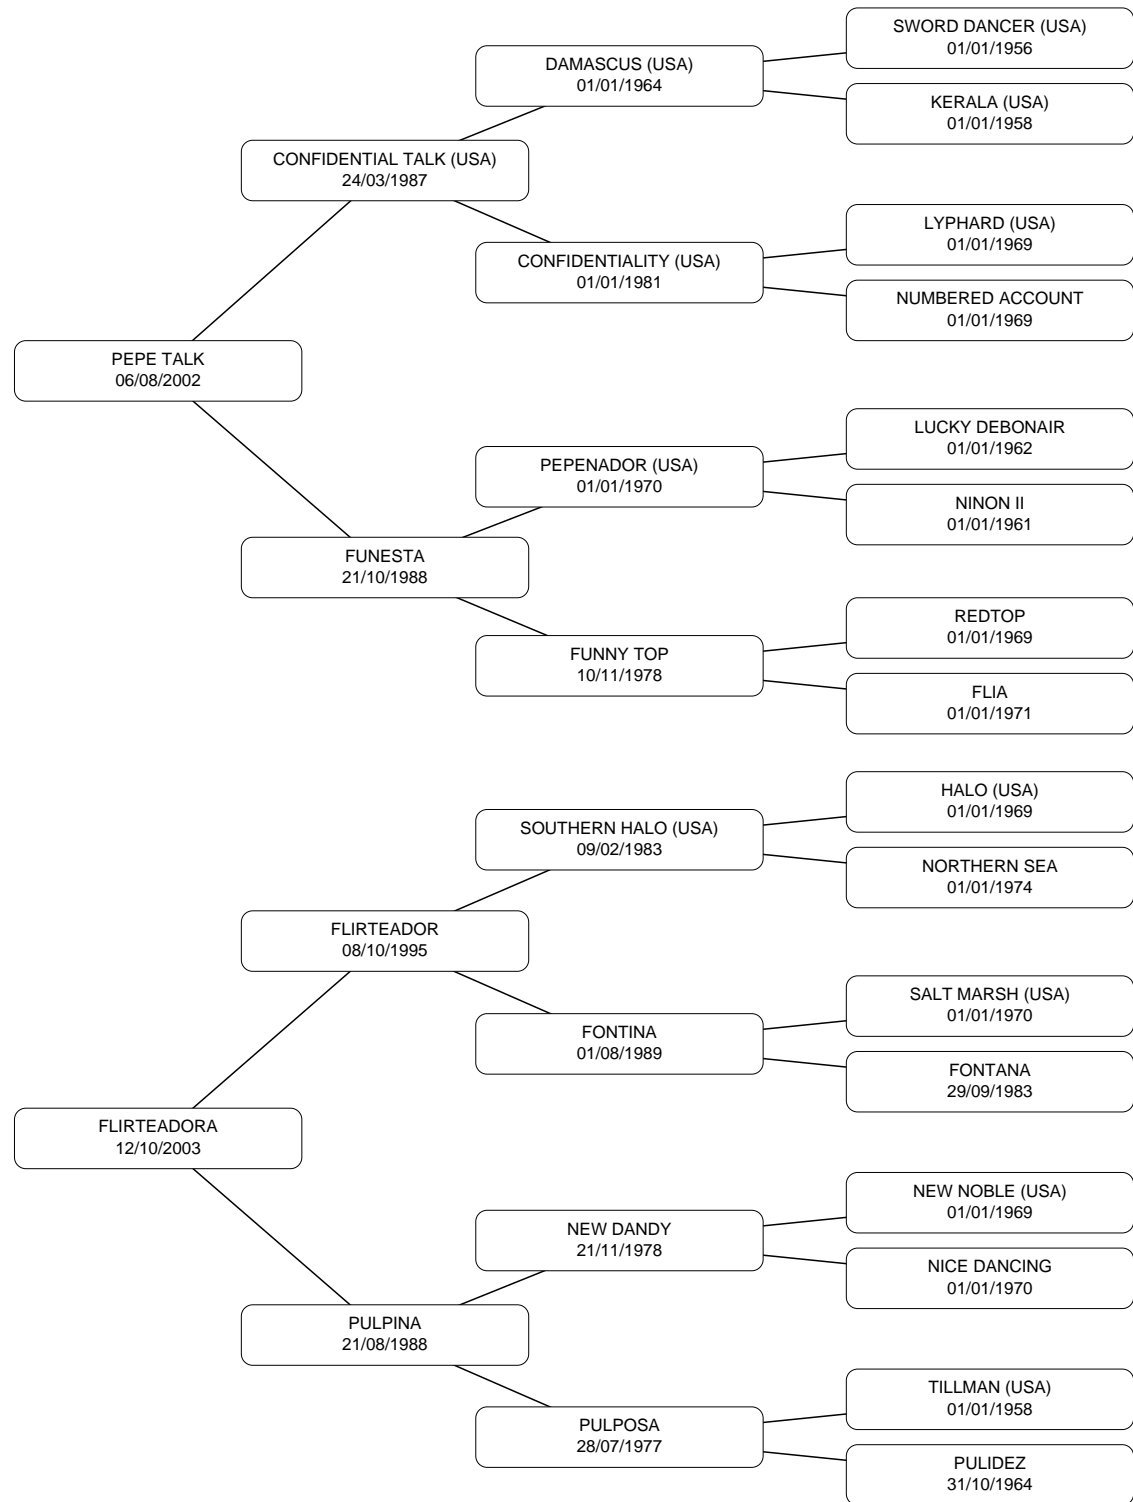 SWORD DANCER (USA)
01/01/1956
DAMASCUS (USA)
01/01/1964
KERALA (USA)
01/01/1958
CONFIDENTIAL TALK (USA)
24/03/1987
LYPHARD (USA)
01/01/1969
CONFIDENTIALITY (USA)
01/01/1981
NUMBERED ACCOUNT
01/01/1969
PEPE TALK
06/08/2002
LUCKY DEBONAIR
01/01/1962
PEPENADOR (USA)
01/01/1970
NINON II
01/01/1961
FUNESTA
21/10/1988
REDTOP
01/01/1969
FUNNY TOP
10/11/1978
FLIA
01/01/1971
HALO (USA)
01/01/1969
SOUTHERN HALO (USA)
09/02/1983
NORTHERN SEA
01/01/1974
FLIRTEADOR
08/10/1995
SALT MARSH (USA)
01/01/1970
FONTINA
01/08/1989
FONTANA
29/09/1983
FLIRTEADORA
12/10/2003
NEW NOBLE (USA)
01/01/1969
NEW DANDY
21/11/1978
NICE DANCING
01/01/1970
PULPINA
21/08/1988
TILLMAN (USA)
01/01/1958
PULPOSA
28/07/1977
PULIDEZ
31/10/1964